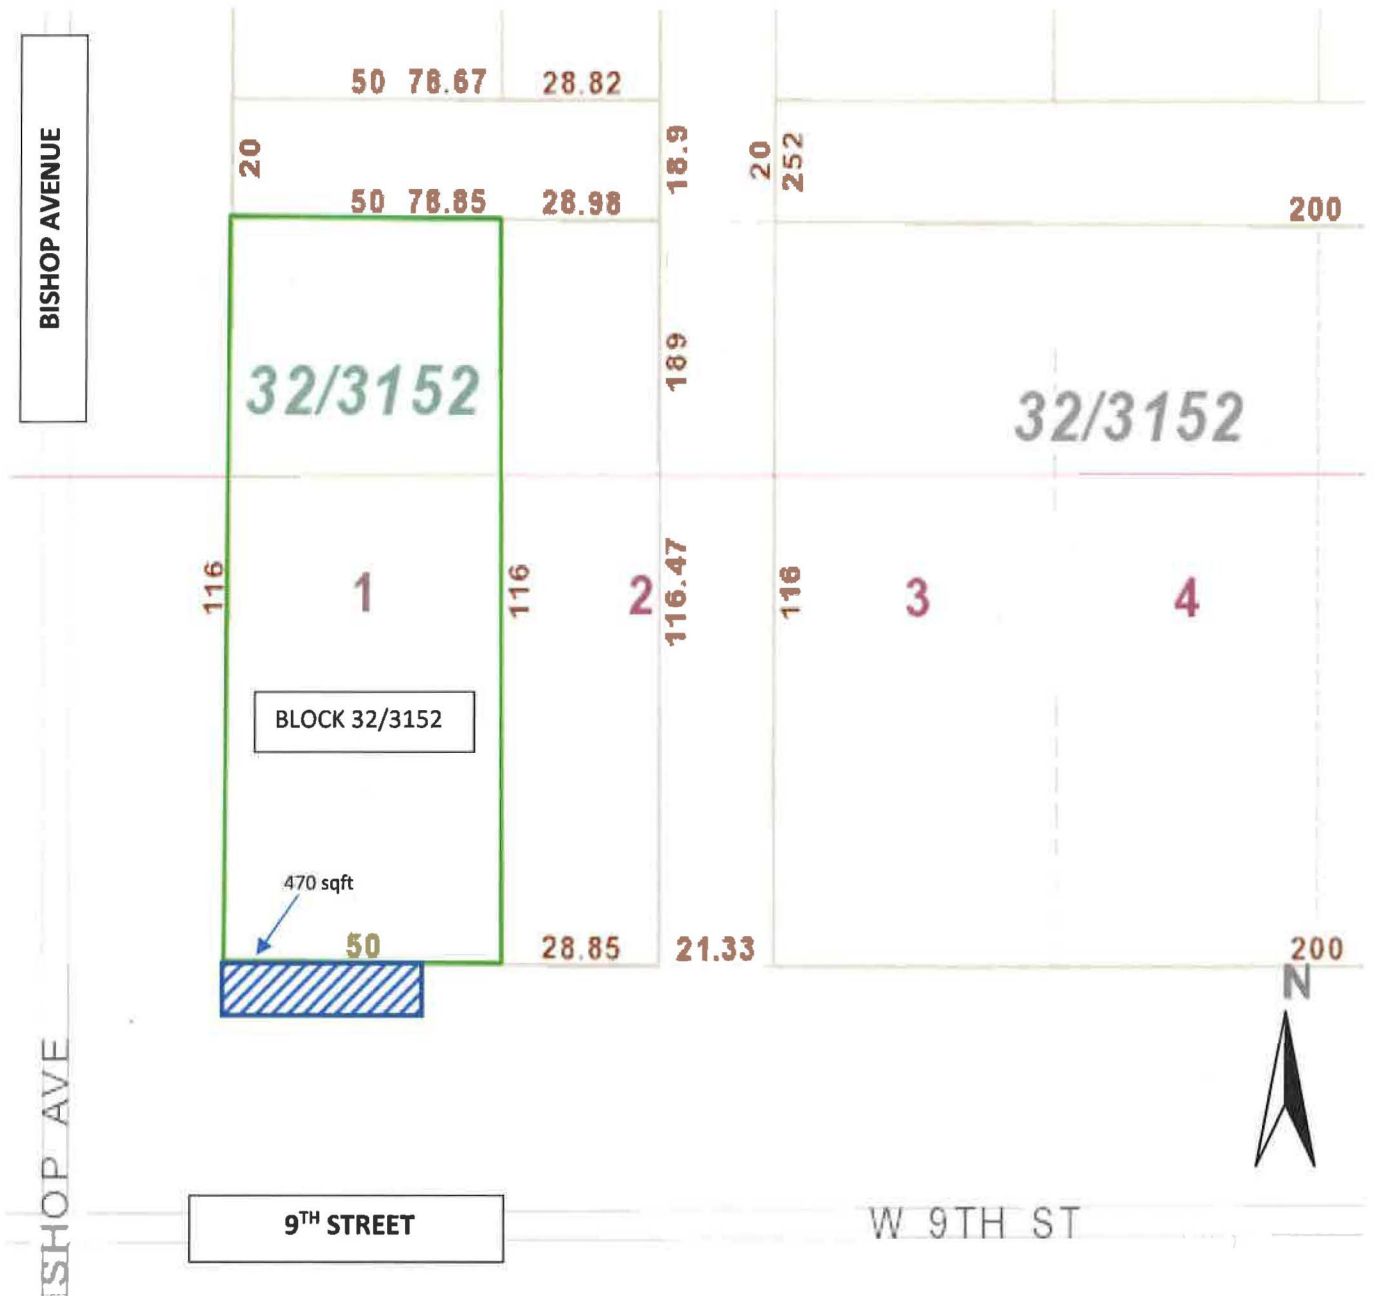 BISHOP AVENUE
50 78.67 28.82
20
18.9
20
252
50 78.85 28.98
200
189
32/3152
32/3152
116
1
116
2
116.47
116
3
4
BLOCK 32/3152
470 sqft
50
28.85
21.33
200
N
SHOP AVE
9TH STREET
W 9TH ST